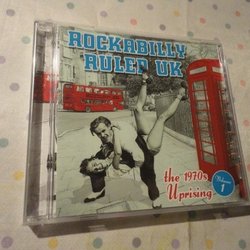 ROCKABILLY
RULED UK
the 1970s
Uprising
Volume
1